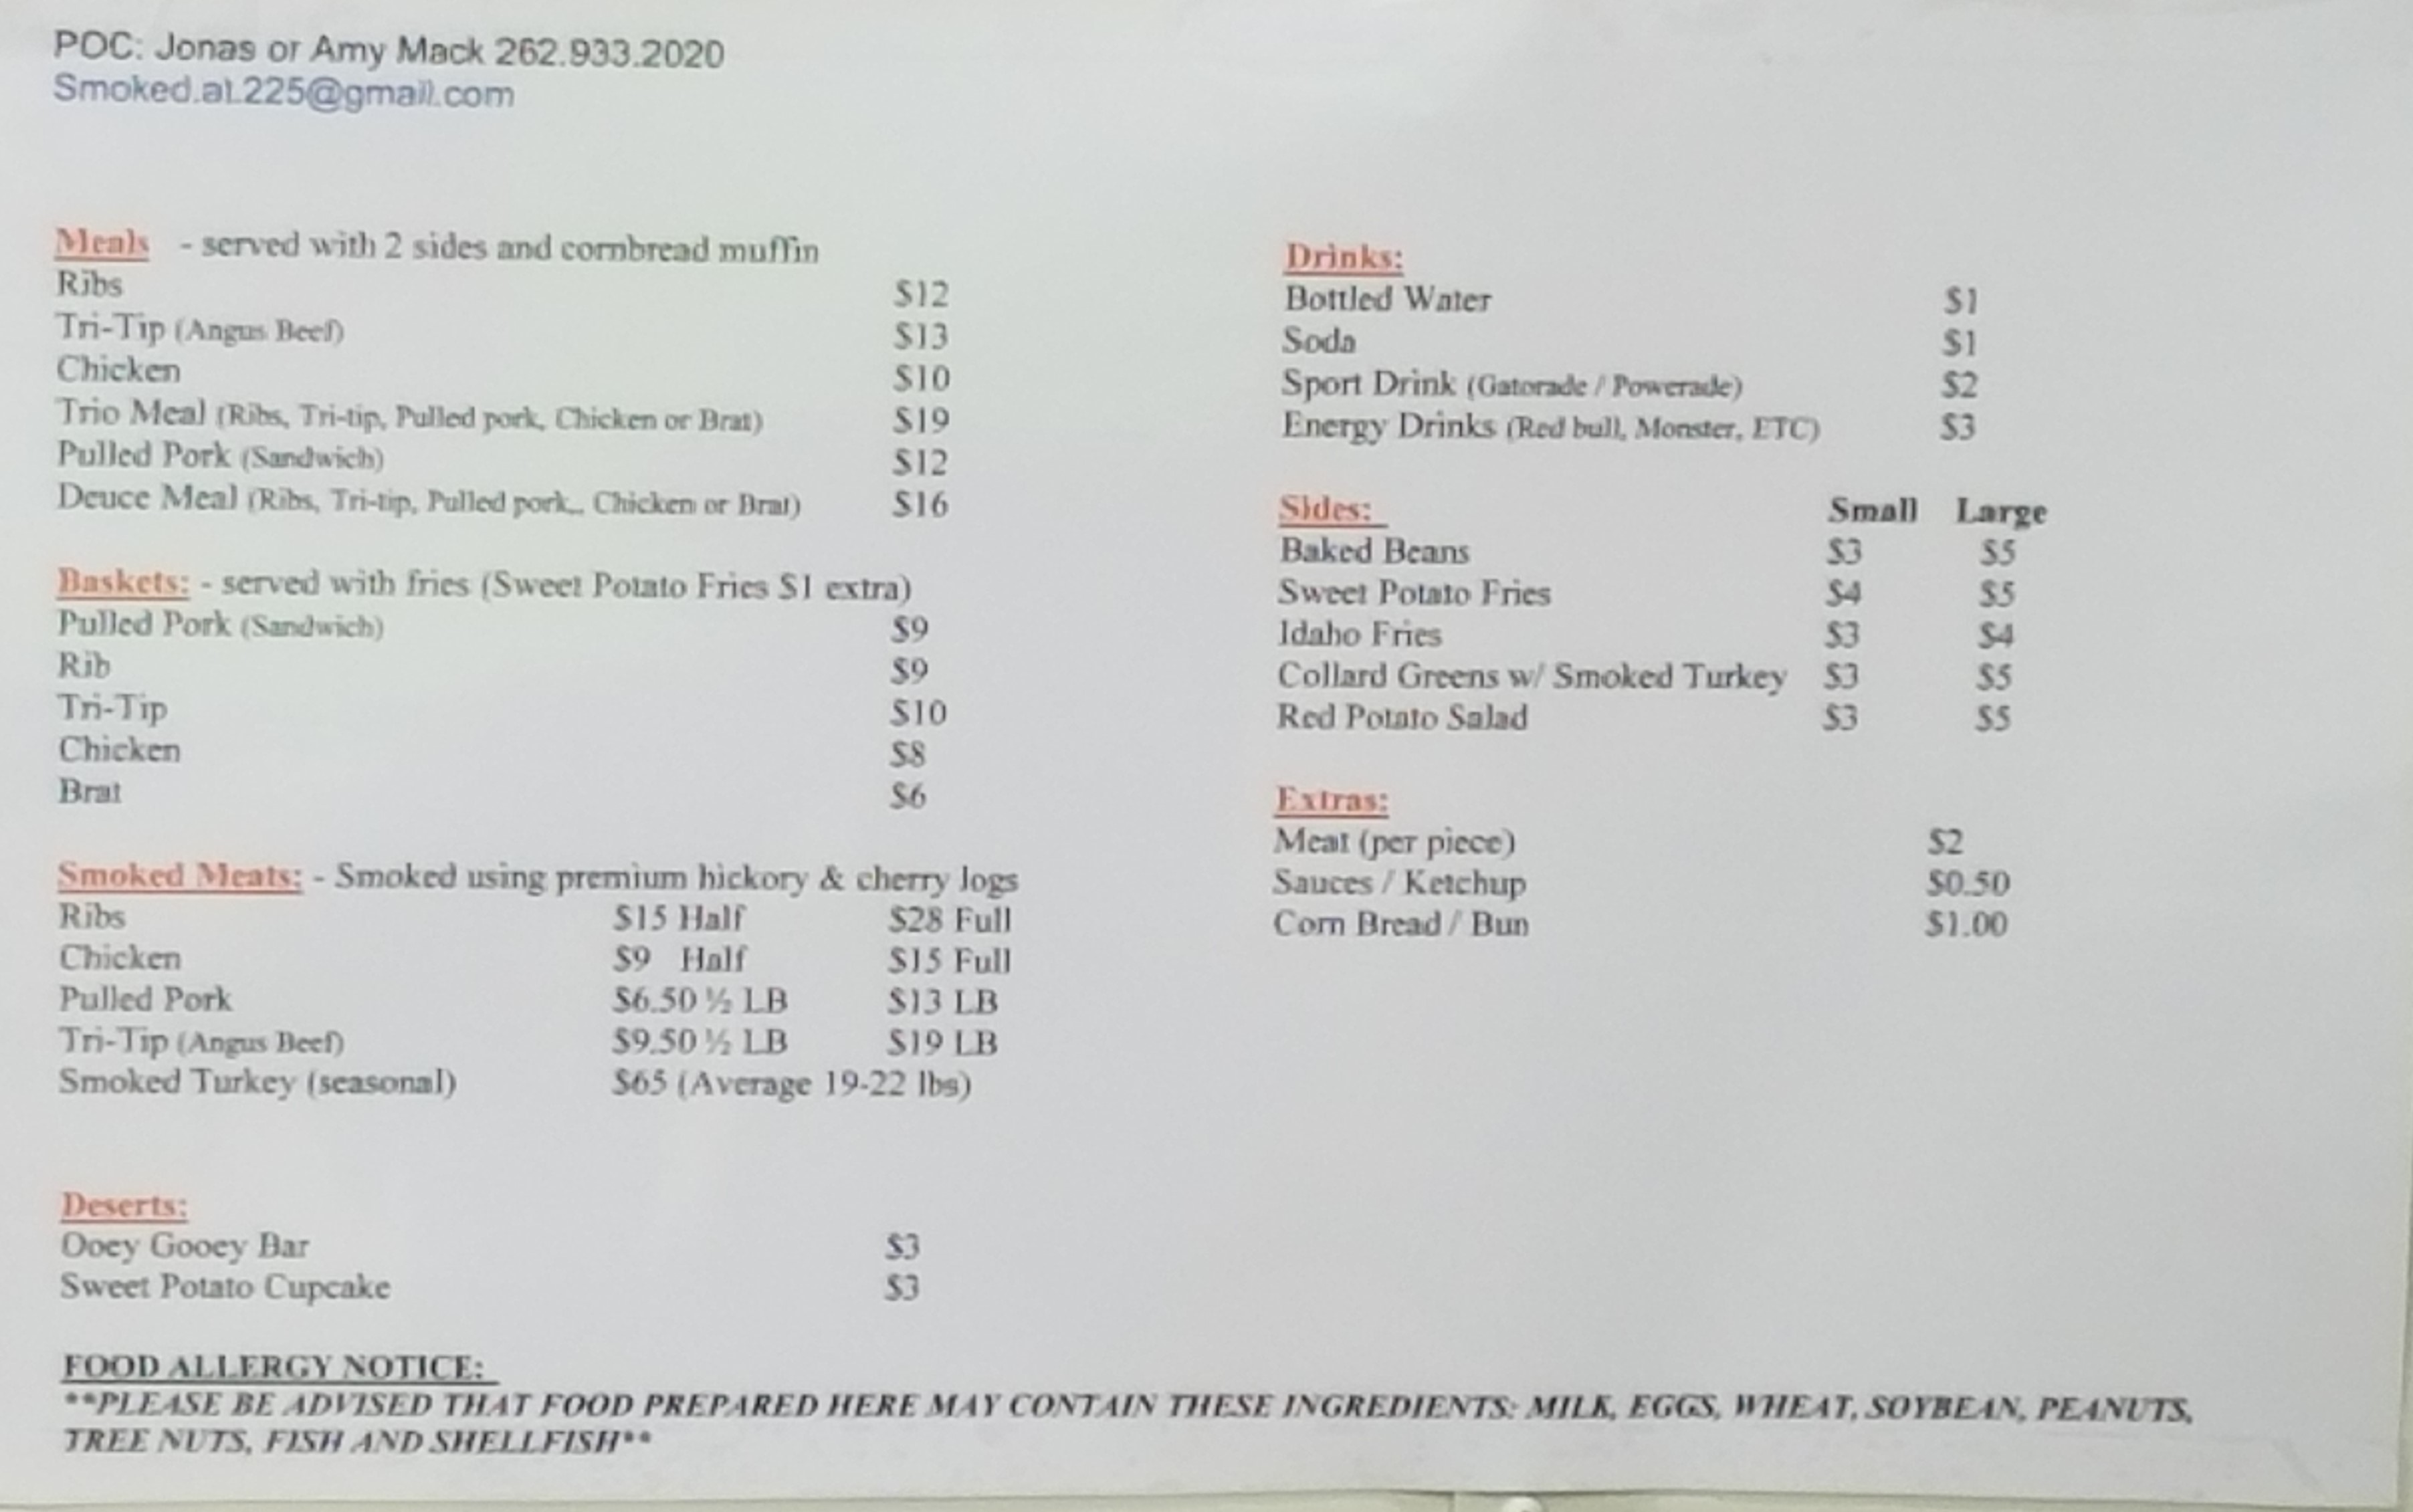 POC: Jonas or Amy Mack 262.933.2020
Smoked.at.225@gmail.com
Meals - served with 2 sides and cornbread muffin
Ribs $12
Tri-Tip (Angus Beef) $13
Chicken $10
Trio Meal (Ribs, Tri-tip, Pulled pork, Chicken or Brat) $19
Pulled Pork (Sandwich) $12
Deuce Meal (Ribs, Tri-tip, Pulled pork,, Chicken or Brat) $16
Baskets: - served with fries (Sweet Potato Fries $1 extra)
Pulled Pork (Sandwich) $9
Rib $9
Tri-Tip $10
Chicken $8
Brat $6
Smoked Meats: - Smoked using premium hickory & cherry logs
Ribs $15 Half $28 Full
Chicken $9 Half $15 Full
Pulled Pork $6.50 ½ LB $13 LB
Tri-Tip (Angus Beef) $9.50 ½ LB $19 LB
Smoked Turkey (seasonal) $65 (Average 19-22 lbs)
Deserts:
Ooey Gooey Bar $3
Sweet Potato Cupcake $3
Drinks:
Bottled Water $1
Soda $1
Sport Drink (Gatorade / Powerade) $2
Energy Drinks (Red bull, Monster, ETC) $3
Sides: Small Large
Baked Beans $3 $5
Sweet Potato Fries $4 $5
Idaho Fries $3 $4
Collard Greens w/ Smoked Turkey $3 $5
Red Potato Salad $3 $5
Extras:
Meat (per piece) $2
Sauces / Ketchup $0.50
Corn Bread / Bun $1.00
FOOD ALLERGY NOTICE:
**PLEASE BE ADVISED THAT FOOD PREPARED HERE MAY CONTAIN THESE INGREDIENTS: MILK, EGGS, WHEAT, SOYBEAN, PEANUTS,
TREE NUTS, FISH AND SHELLFISH**